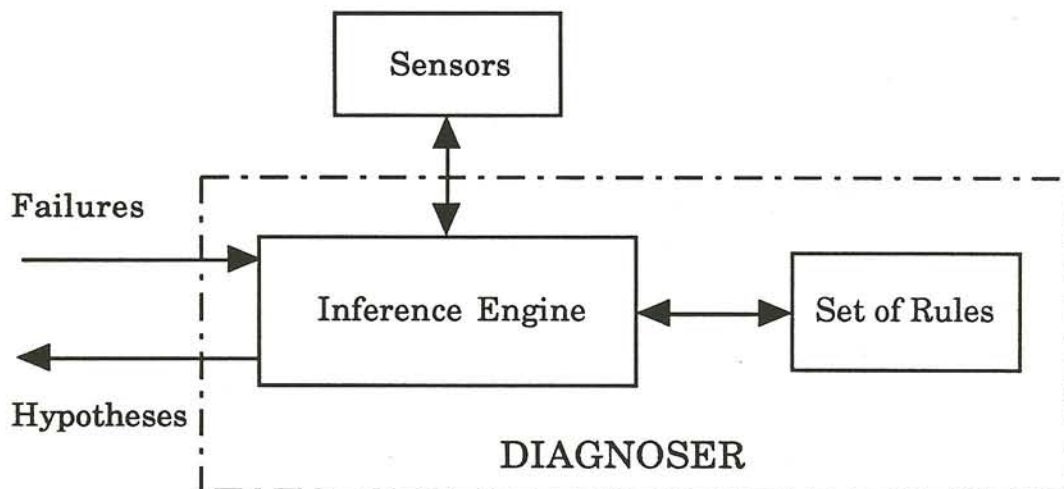 Sensors
Failures
Inference Engine
Set of Rules
Hypotheses
DIAGNOSER